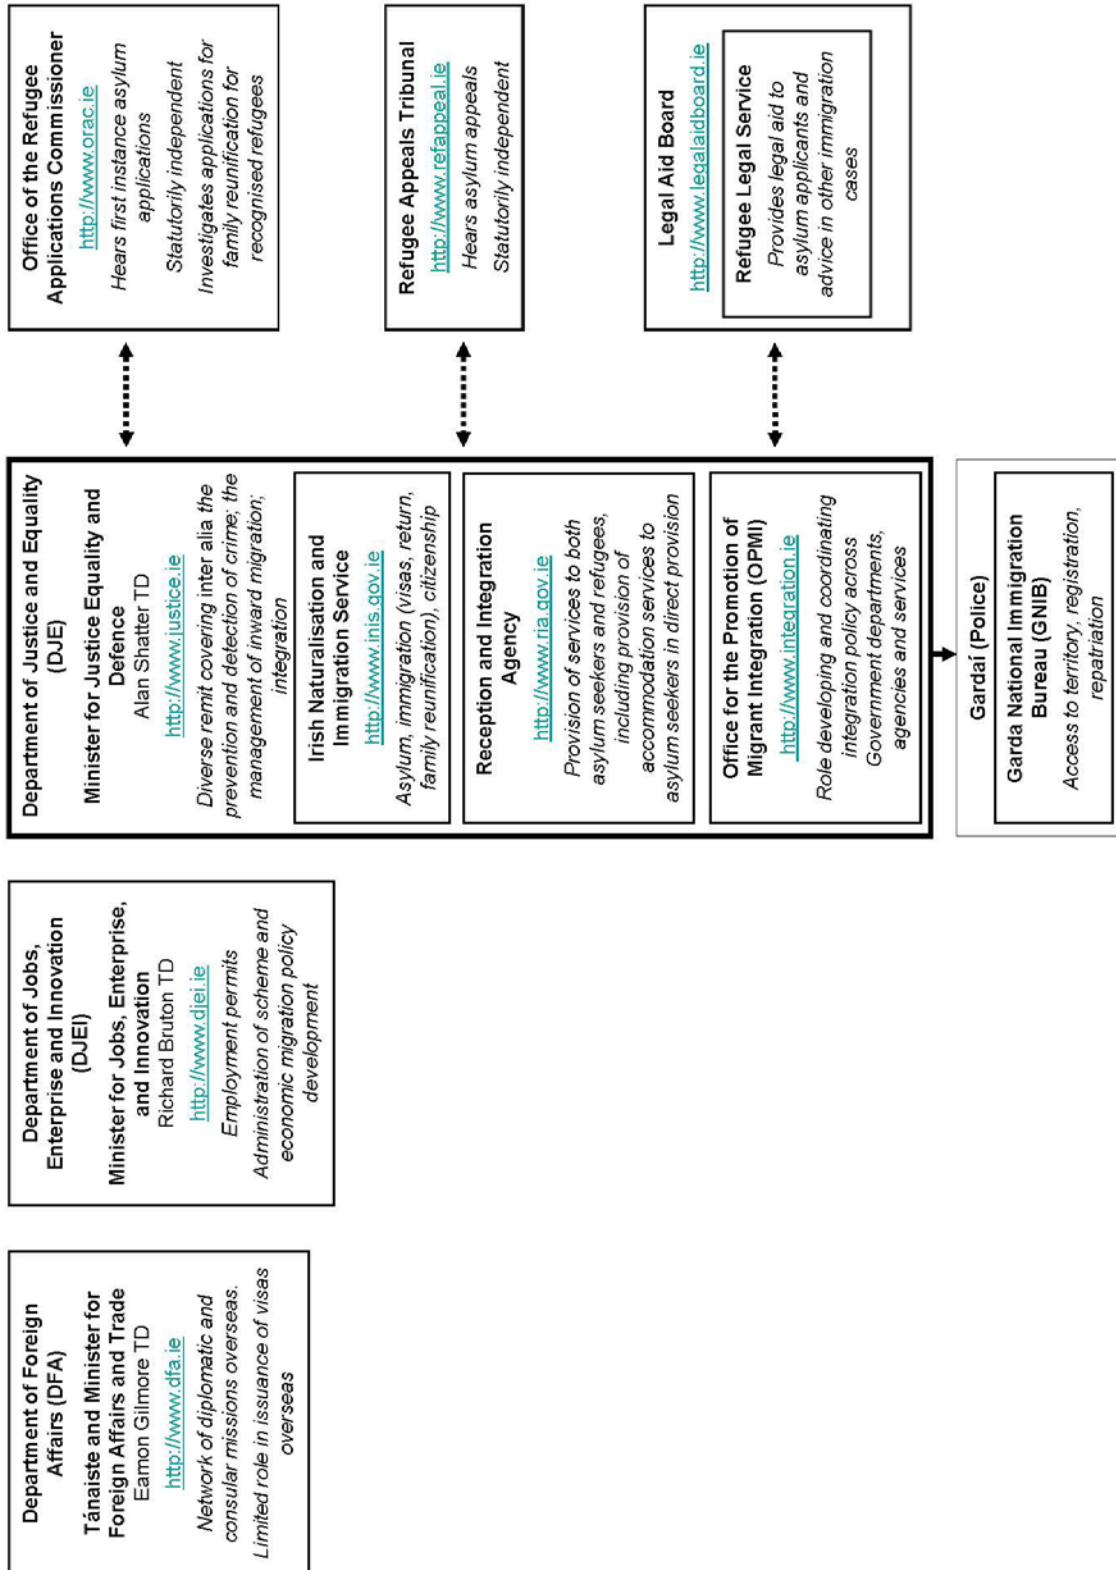 Department of Foreign
Affairs (DFA)
Tánaiste and Minister for
Foreign Affairs and Trade
Eamon Gilmore TD
http://www.dfa.ie
Network of diplomatic and
consular missions overseas.
Limited role in issuance of visas
overseas
Department of Jobs,
Enterprise and Innovation
(DJEI)
Minister for Jobs, Enterprise,
and Innovation
Richard Bruton TD
http://www.djei.ie
Employment permits
Administration of scheme and
economic migration policy
development
Department of Justice and Equality
(DJE)
Minister for Justice Equality and
Defence
Alan Shatter TD
http://www.justice.ie
Diverse remit covering inter alia the
prevention and detection of crime; the
management of inward migration;
integration
Irish Naturalisation and
Immigration Service
http://www.inis.gov.ie
Asylum, immigration (visas, return,
family reunification), citizenship
Reception and Integration
Agency
http://www.ria.gov.ie
Provision of services to both
asylum seekers and refugees,
including provision of
accommodation services to
asylum seekers in direct provision
Office for the Promotion of
Migrant Integration (OPMI)
http://www.integration.ie
Role developing and coordinating
integration policy across
Government departments,
agencies and services
Gardaí (Police)
Garda National Immigration
Bureau (GNIB)
Access to territory, registration,
repatriation
Office of the Refugee
Applications Commissioner
http://www.orac.ie
Hears first instance asylum
applications
Statutorily independent
Investigates applications for
family reunification for
recognised refugees
Refugee Appeals Tribunal
http://www.refappeal.ie
Hears asylum appeals
Statutorily independent
Legal Aid Board
http://www.legalaidboard.ie
Refugee Legal Service
Provides legal aid to
asylum applicants and
advice in other immigration
cases